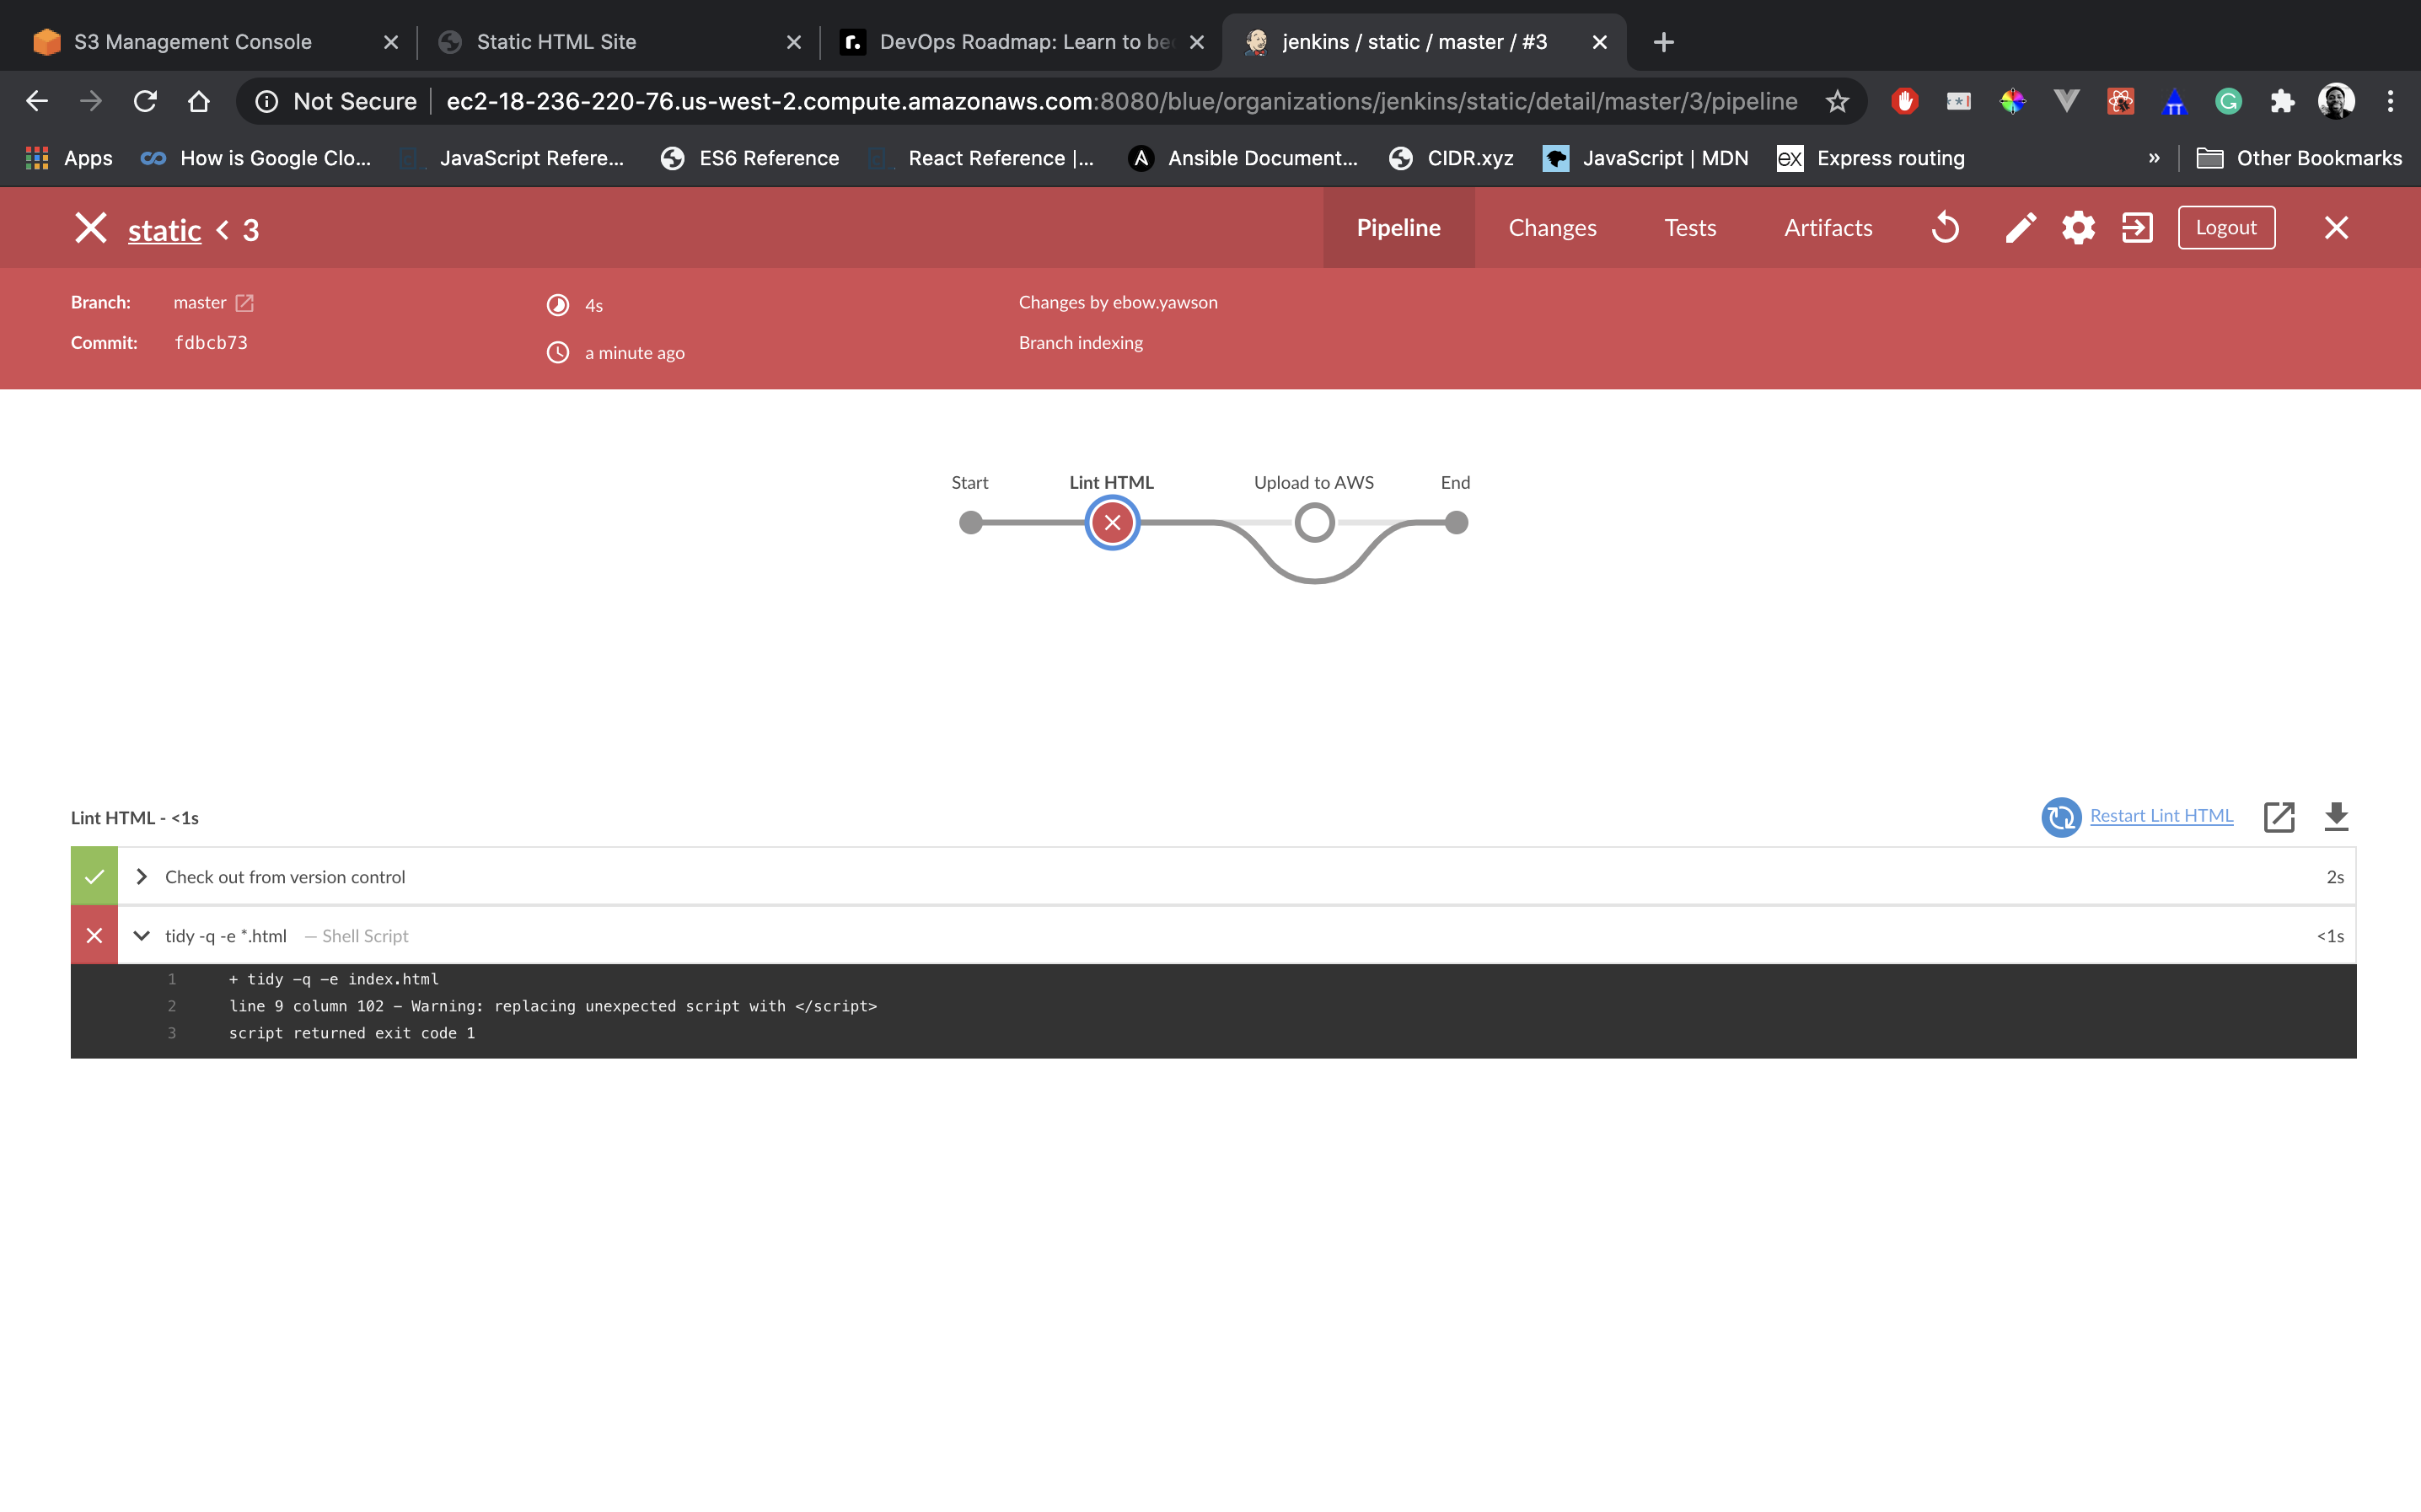 S3 Management Console
Static HTML Site
DevOps Roadmap: Learn to be
jenkins / static / master / #3
Not Secure
ec2-18-236-220-76.us-west-2.compute.amazonaws.com:8080/blue/organizations/jenkins/static/detail/master/3/pipeline
Apps
How is Google Clo...
JavaScript Refere...
ES6 Reference
React Reference |...
Ansible Document...
CIDR.xyz
JavaScript | MDN
ex Express routing
»
Other Bookmarks
static < 3
Pipeline
Changes
Tests
Artifacts
Logout
Branch: master
4s
Changes by ebow.yawson
Commit: fdbcb73
a minute ago
Branch indexing
Start
Lint HTML
Upload to AWS
End
Lint HTML - <1s
Restart Lint HTML
Check out from version control
2s
tidy -q -e *.html — Shell Script
<1s
1 + tidy -q -e index.html
2 line 9 column 102 - Warning: replacing unexpected script with </script>
3 script returned exit code 1